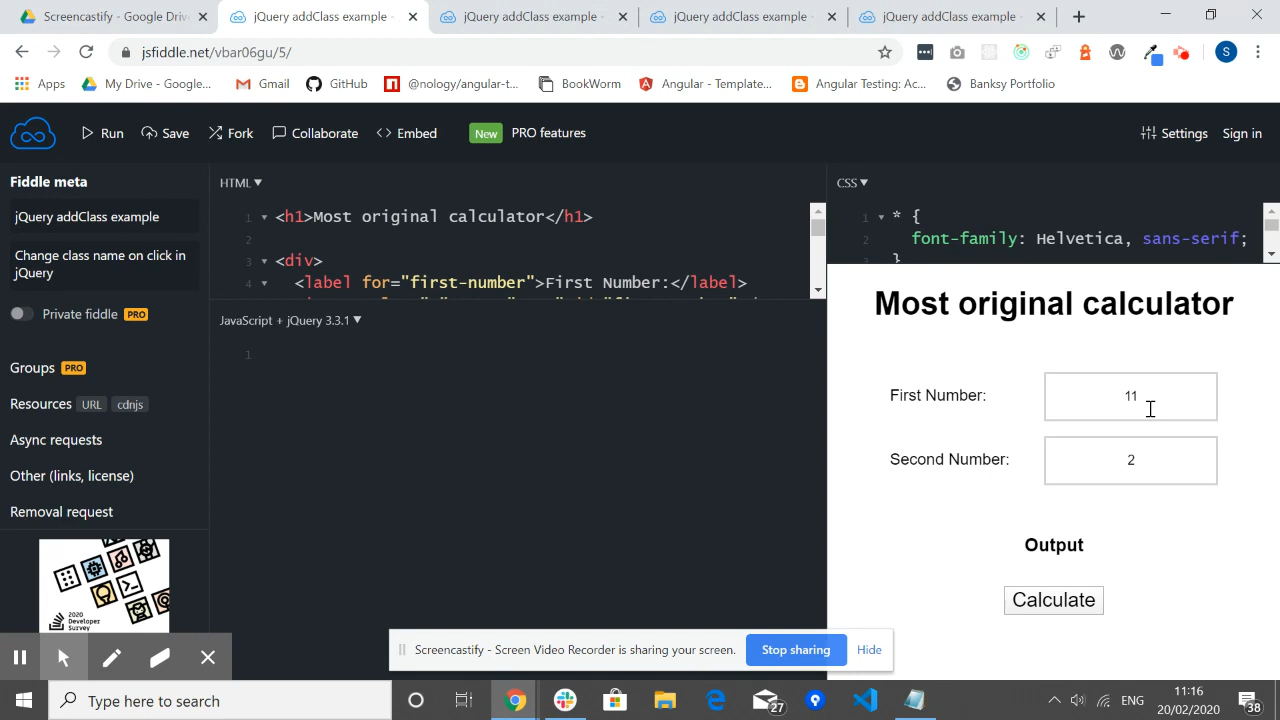 Screencastify - Google Driv
jQuery addClass example -
jQuery addClass example -
jQuery addClass example -
jQuery addClass example -
jsfiddle.net/vbar06gu/5/
S
Apps
My Drive - Google...
Gmail
GitHub
@nology/angular-t...
BookWorm
Angular - Template...
Angular Testing: Ac...
Banksy Portfolio
Run
Save
Fork
Collaborate
Embed
New
PRO features
Settings
Sign in
Fiddle meta
jQuery addClass example
Change class name on click in
jQuery
Private fiddle PRO
Groups PRO
Resources URL cdnjs
Async requests
Other (links, license)
Removal request
2020
Developer
Survey
HTML
1 <h1>Most original calculator</h1>
2
3 <div>
4 <label for="first-number">First Number:</label>
JavaScript + jQuery 3.3.1
1
CSS
1 * {
2 font-family: Helvetica, sans-serif;
}
Most original calculator
First Number: 11
Second Number: 2
Output
Calculate
Screencastify - Screen Video Recorder is sharing your screen.
Stop sharing
Hide
Type here to search
27
ENG
11:16
20/02/2020
38